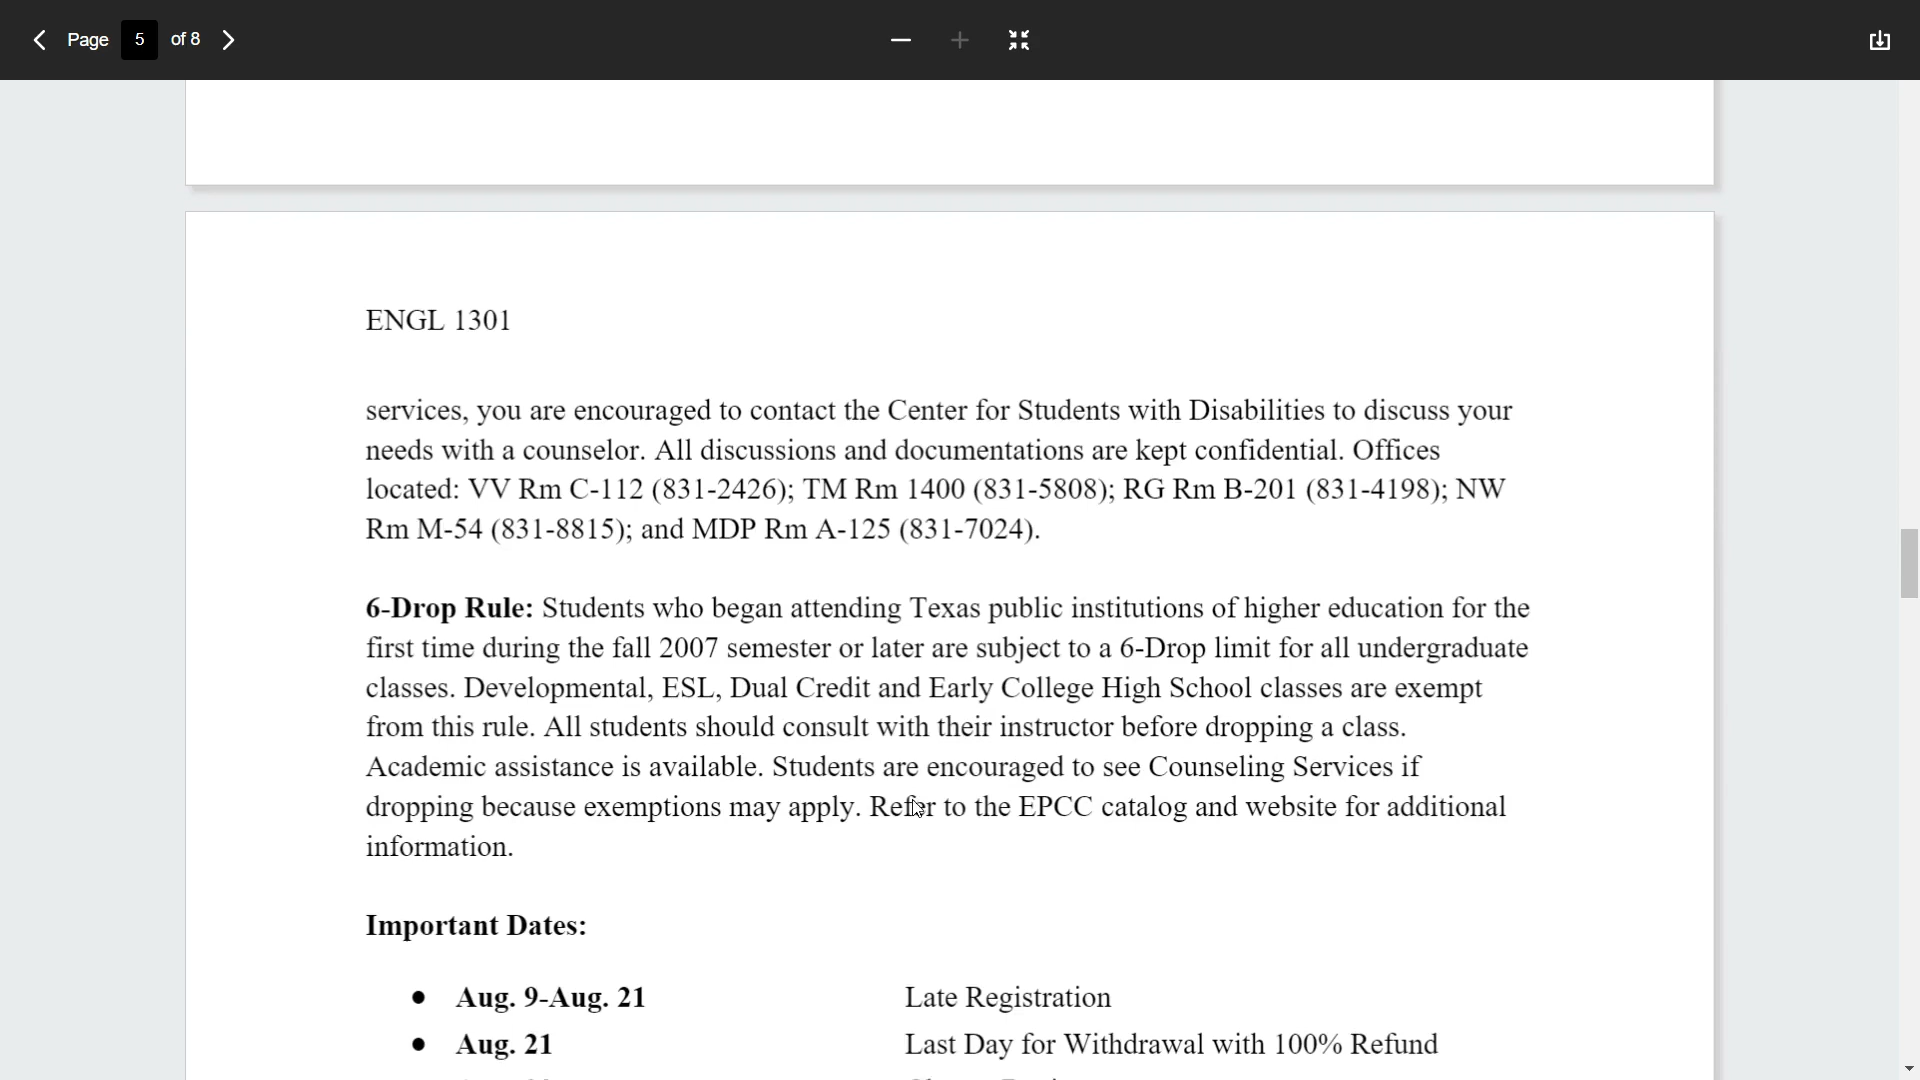 Page 5 of 8
ENGL 1301
services, you are encouraged to contact the Center for Students with Disabilities to discuss your
needs with a counselor. All discussions and documentations are kept confidential. Offices
located: VV Rm C-112 (831-2426); TM Rm 1400 (831-5808); RG Rm B-201 (831-4198); NW
Rm M-54 (831-8815); and MDP Rm A-125 (831-7024).
6-Drop Rule: Students who began attending Texas public institutions of higher education for the
first time during the fall 2007 semester or later are subject to a 6-Drop limit for all undergraduate
classes. Developmental, ESL, Dual Credit and Early College High School classes are exempt
from this rule. All students should consult with their instructor before dropping a class.
Academic assistance is available. Students are encouraged to see Counseling Services if
dropping because exemptions may apply. Refer to the EPCC catalog and website for additional
information.
Important Dates:
● Aug. 9-Aug. 21 Late Registration
● Aug. 21 Last Day for Withdrawal with 100% Refund